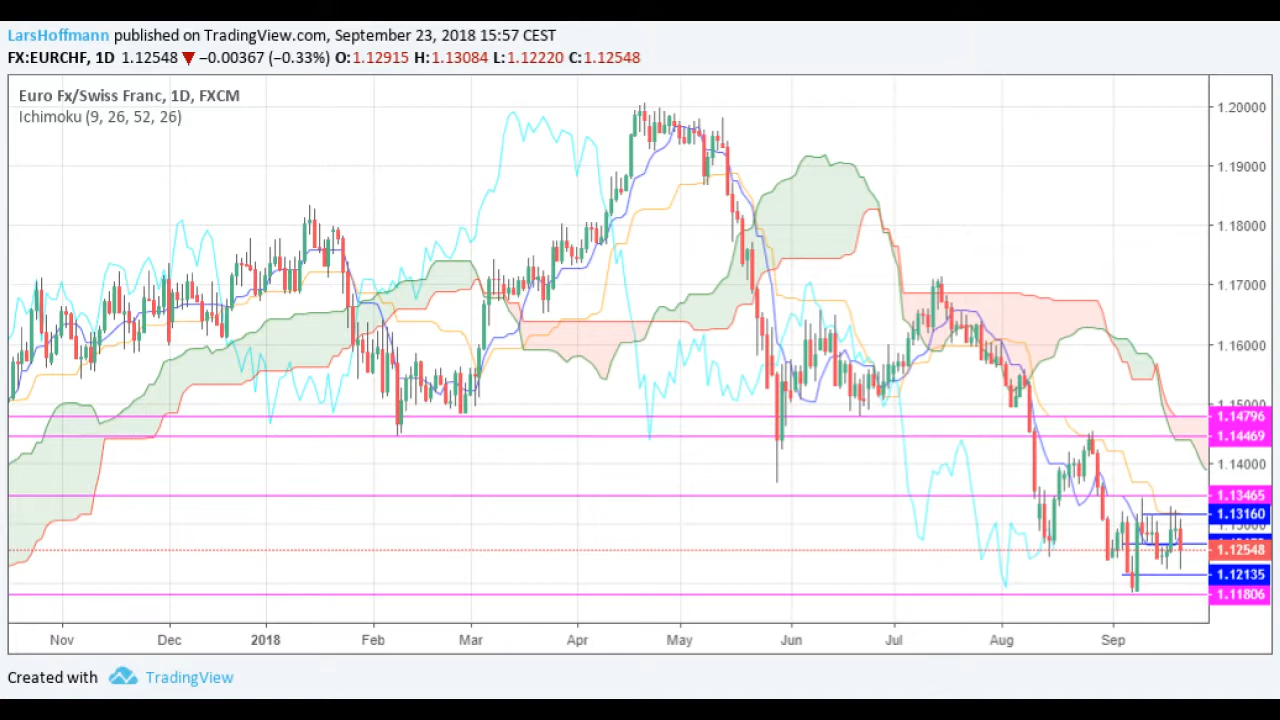 LarsHoffmann published on TradingView.com, September 23, 2018 15:57 CEST
FX:EURCHF, 1D 1.12548 ▼ −0.00367 (−0.33%) O:1.12915 H:1.13084 L:1.12220 C:1.12548
Euro Fx/Swiss Franc, 1D, FXCM
Ichimoku (9, 26, 52, 26)
1.20000
1.19000
1.18000
1.17000
1.16000
1.15000
1.14796
1.14469
1.14000
1.13465
1.13160
1.12548
1.12135
1.11806
Nov Dec 2018 Feb Mar Apr May Jun Jul Aug Sep
Created with TradingView